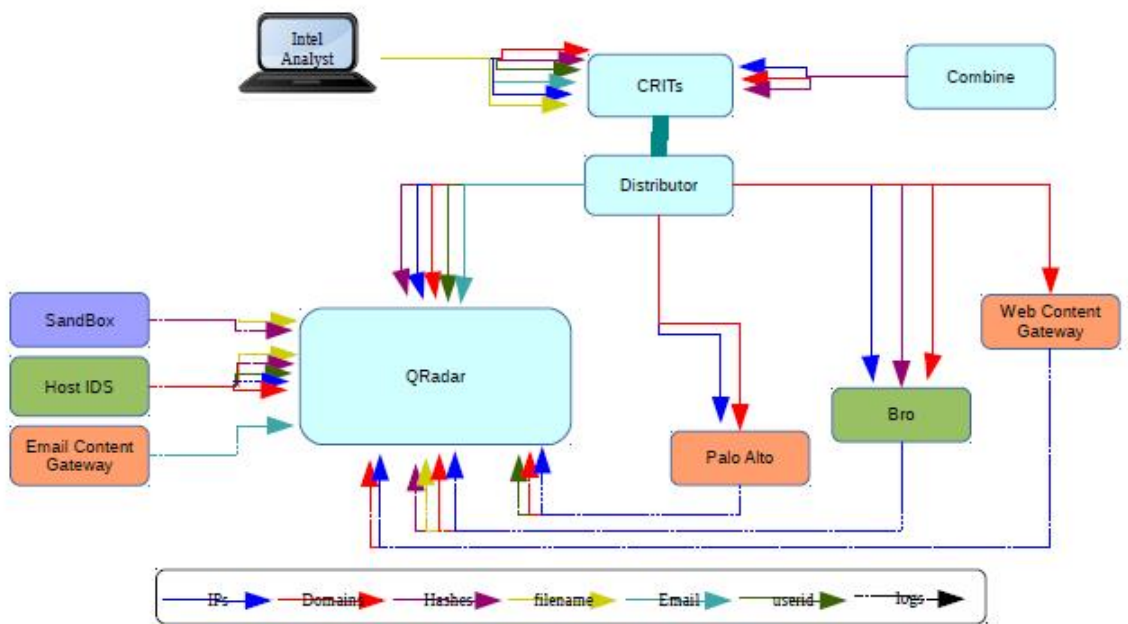 Intel
Analyst
CRITs
Combine
Distributor
SandBox
Host IDS
Email Content
Gateway
QRadar
Web Content
Gateway
Bro
Palo Alto
IPs
Domains
Hashes
filename
Email
userid
logs